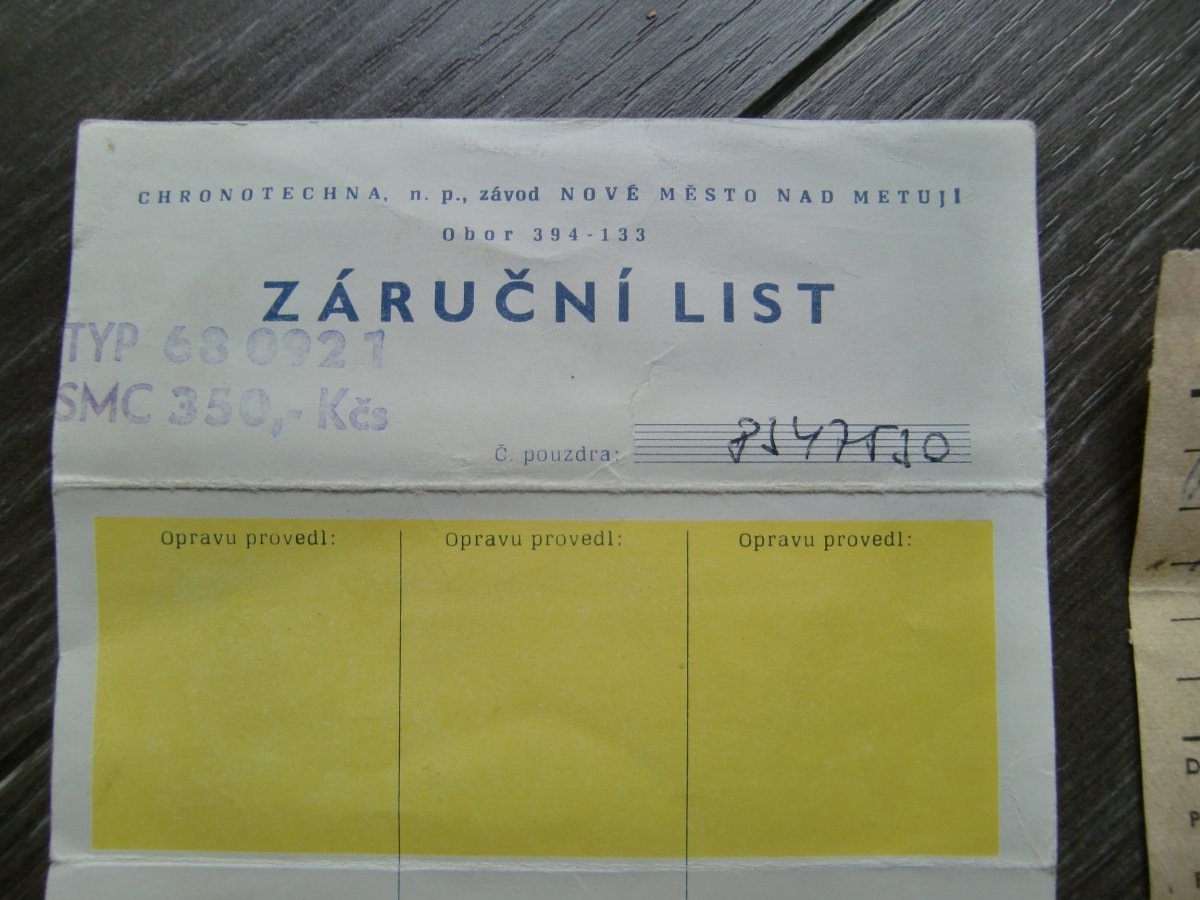 CHRONOTECHNA, n. p., závod NOVÉ MĚSTO NAD METUJÍ
Obor 394-133
ZÁRUČNÍ LIST
TYP 68 092 1
SMC 350,- Kčs
Č. pouzdra:
Opravu provedl: Opravu provedl: Opravu provedl: